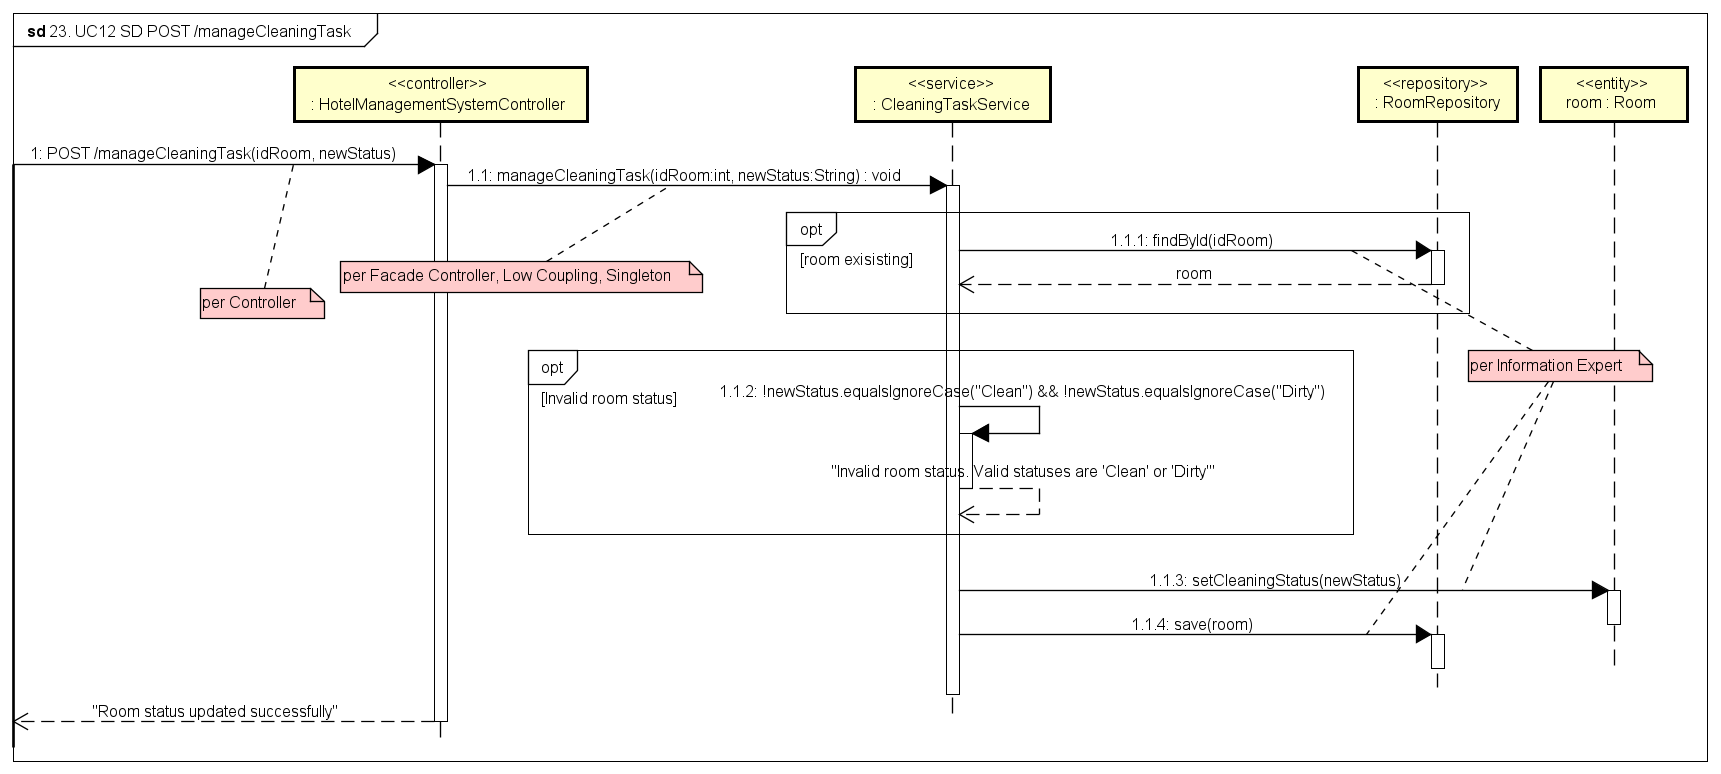 sd 23. UC12 SD POST /manageCleaningTask
<<controller>>
: HotelManagementSystemController
<<service>>
: CleaningTaskService
<<repository>>
: RoomRepository
<<entity>>
room : Room
1: POST /manageCleaningTask(idRoom, newStatus)
1.1: manageCleaningTask(idRoom:int, newStatus:String) : void
opt
[room exisisting]
1.1.1: findById(idRoom)
room
per Facade Controller, Low Coupling, Singleton
per Controller
opt
[Invalid room status]
1.1.2: !newStatus.equalsIgnoreCase("Clean") && !newStatus.equalsIgnoreCase("Dirty")
"Invalid room status. Valid statuses are 'Clean' or 'Dirty'"
per Information Expert
1.1.3: setCleaningStatus(newStatus)
1.1.4: save(room)
"Room status updated successfully"